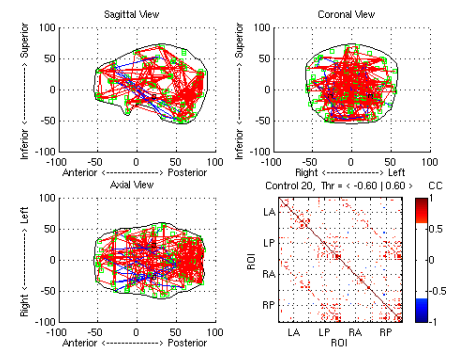 Sagittal View
Coronal View
Inferior <----------> Superior
100
50
0
-50
-100
-100 -50 0 50 100
Anterior <--------------> Posterior
Inferior <----------> Superior
100
50
0
-50
-100
-100 -50 0 50 100
Right <--------------> Left
Axial View
Control 20, Thr = < -0.60 | 0.60 >
CC
Right <----------> Left
100
50
0
-50
-100
-100 -50 0 50 100
Anterior <--------------> Posterior
ROI
LA
LP
RA
RP
LA LP RA RP
ROI
1
0.5
0
-0.5
-1